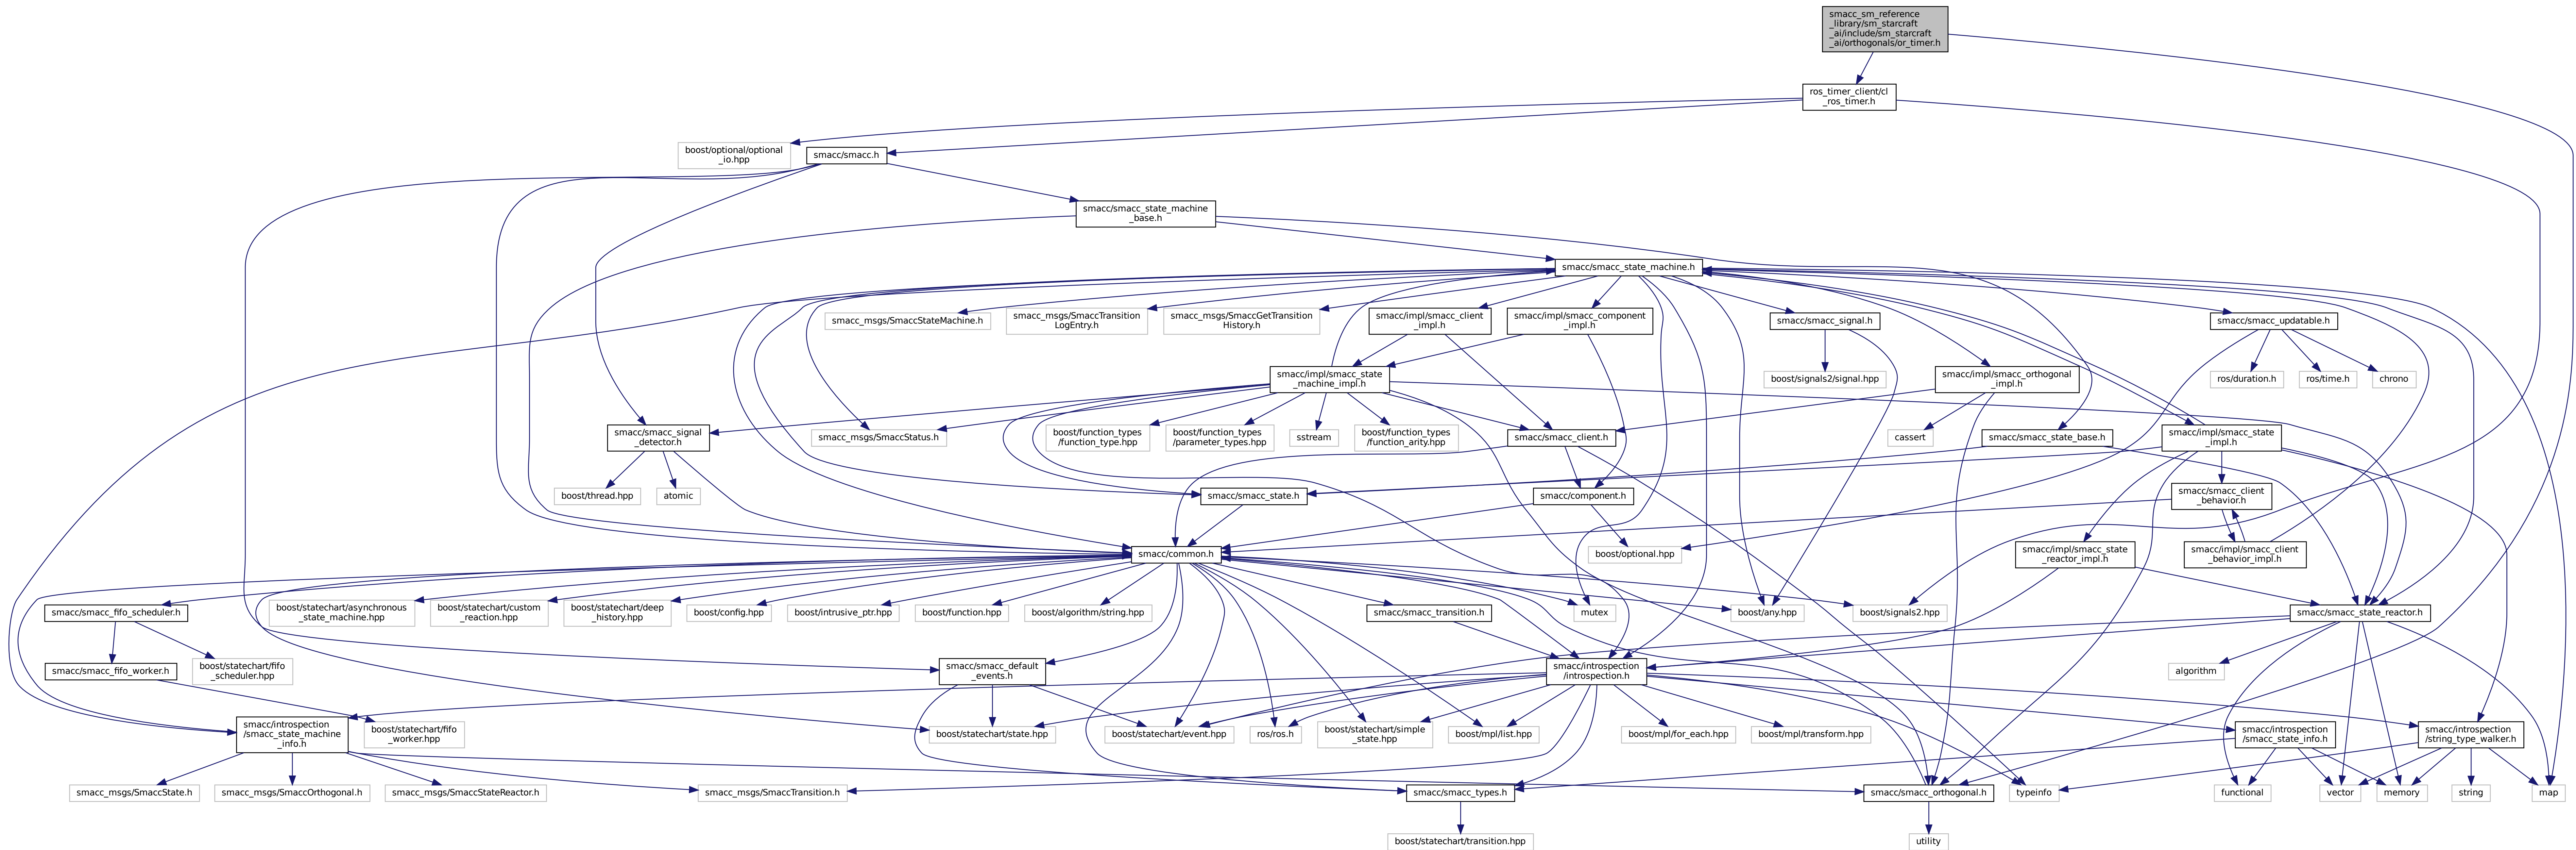 smacc_sm_reference
_library/sm_starcraft
_ai/include/sm_starcraft
_ai/orthogonals/or_timer.h
ros_timer_client/cl
_ros_timer.h
boost/optional/optional
_io.hpp
smacc/smacc.h
smacc/smacc_state_machine
_base.h
smacc/smacc_state_machine.h
smacc_msgs/SmaccStateMachine.h
smacc_msgs/SmaccTransition
LogEntry.h
smacc_msgs/SmaccGetTransition
History.h
smacc/impl/smacc_client
_impl.h
smacc/impl/smacc_component
_impl.h
smacc/smacc_signal.h
smacc/smacc_updatable.h
smacc/impl/smacc_state
_machine_impl.h
boost/signals2/signal.hpp
smacc/impl/smacc_orthogonal
_impl.h
ros/duration.h
ros/time.h
chrono
smacc/smacc_signal
_detector.h
smacc_msgs/SmaccStatus.h
boost/function_types
/function_type.hpp
boost/function_types
/parameter_types.hpp
sstream
boost/function_types
/function_arity.hpp
smacc/smacc_client.h
cassert
smacc/smacc_state_base.h
smacc/impl/smacc_state
_impl.h
boost/thread.hpp
atomic
smacc/smacc_state.h
smacc/component.h
smacc/smacc_client
_behavior.h
smacc/common.h
boost/optional.hpp
smacc/impl/smacc_state
_reactor_impl.h
smacc/impl/smacc_client
_behavior_impl.h
smacc/smacc_fifo_scheduler.h
boost/statechart/asynchronous
_state_machine.hpp
boost/statechart/custom
_reaction.hpp
boost/statechart/deep
_history.hpp
boost/config.hpp
boost/intrusive_ptr.hpp
boost/function.hpp
boost/algorithm/string.hpp
smacc/smacc_transition.h
mutex
boost/any.hpp
boost/signals2.hpp
smacc/smacc_state_reactor.h
smacc/smacc_fifo_worker.h
boost/statechart/fifo
_scheduler.hpp
smacc/smacc_default
_events.h
smacc/introspection
/introspection.h
algorithm
smacc/introspection
/smacc_state_machine
_info.h
boost/statechart/fifo
_worker.hpp
boost/statechart/state.hpp
boost/statechart/event.hpp
ros/ros.h
boost/statechart/simple
_state.hpp
boost/mpl/list.hpp
boost/mpl/for_each.hpp
boost/mpl/transform.hpp
smacc/introspection
/smacc_state_info.h
smacc/introspection
/string_type_walker.h
smacc_msgs/SmaccState.h
smacc_msgs/SmaccOrthogonal.h
smacc_msgs/SmaccStateReactor.h
smacc_msgs/SmaccTransition.h
smacc/smacc_types.h
smacc/smacc_orthogonal.h
typeinfo
functional
vector
memory
string
map
boost/statechart/transition.hpp
utility